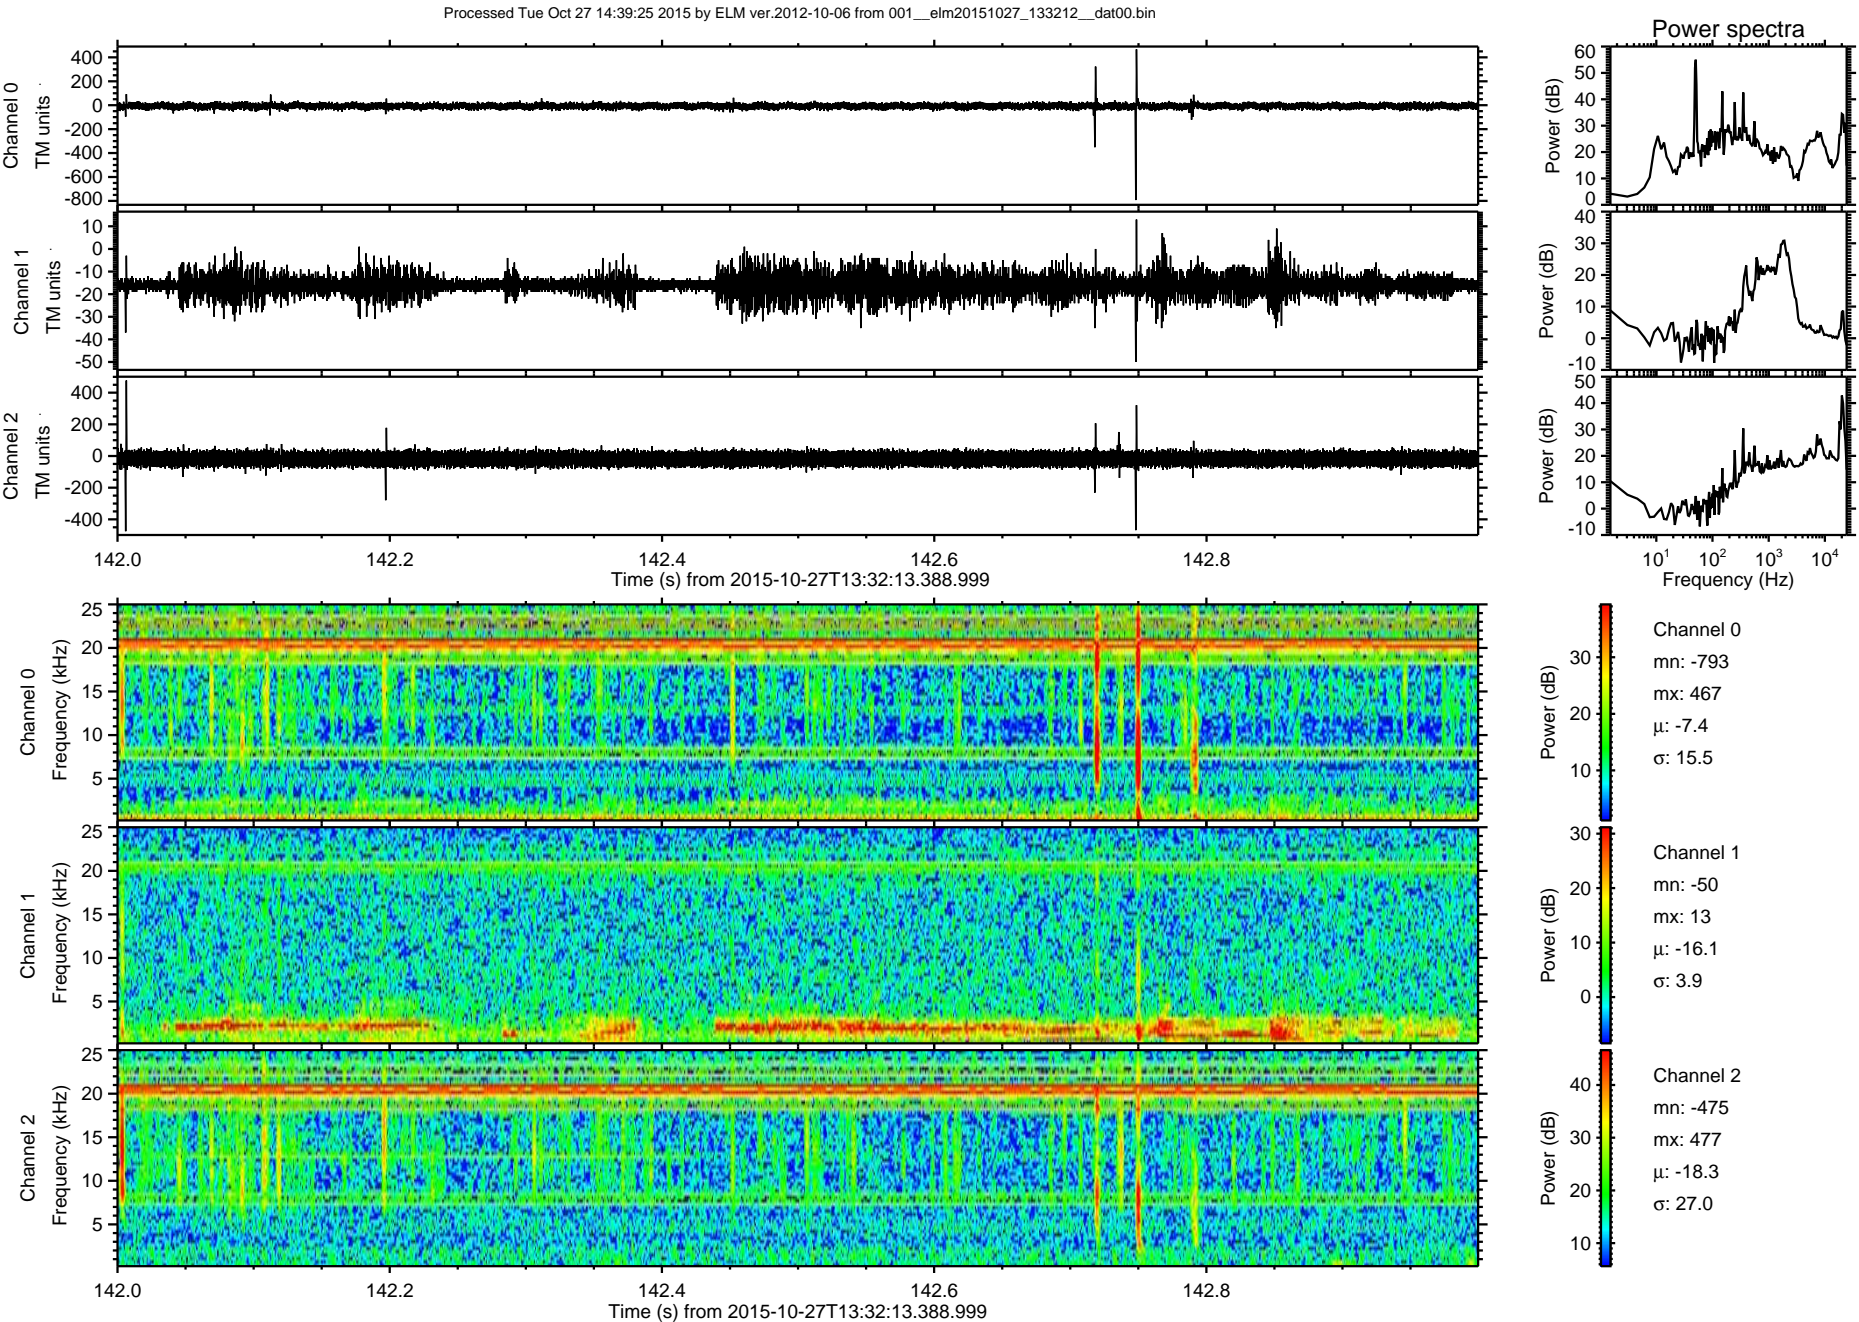 Processed Tue Oct 27 14:39:25 2015 by ELM ver.2012-10-06 from 001__elm20151027_133212__dat00.bin
Power spectra
Channel 0
TM units
400
200
0
-200
-400
-600
-800
Power (dB)
60
50
40
30
20
10
0
Channel 1
TM units
10
0
-10
-20
-30
-40
-50
Power (dB)
40
30
20
10
0
-10
Channel 2
TM units
400
200
0
-200
-400
Power (dB)
50
40
30
20
10
0
-10
142.0 142.2 142.4 142.6 142.8
Time (s) from 2015-10-27T13:32:13.388.999
10^1 10^2 10^3 10^4
Frequency (Hz)
Channel 0
Frequency (kHz)
25
20
15
10
5
Power (dB)
30
20
10
Channel 0
mn: -793
mx: 467
μ: -7.4
σ: 15.5
Channel 1
Frequency (kHz)
25
20
15
10
5
Power (dB)
30
20
10
0
Channel 1
mn: -50
mx: 13
μ: -16.1
σ: 3.9
Channel 2
Frequency (kHz)
25
20
15
10
5
Power (dB)
40
30
20
10
Channel 2
mn: -475
mx: 477
μ: -18.3
σ: 27.0
142.0 142.2 142.4 142.6 142.8
Time (s) from 2015-10-27T13:32:13.388.999